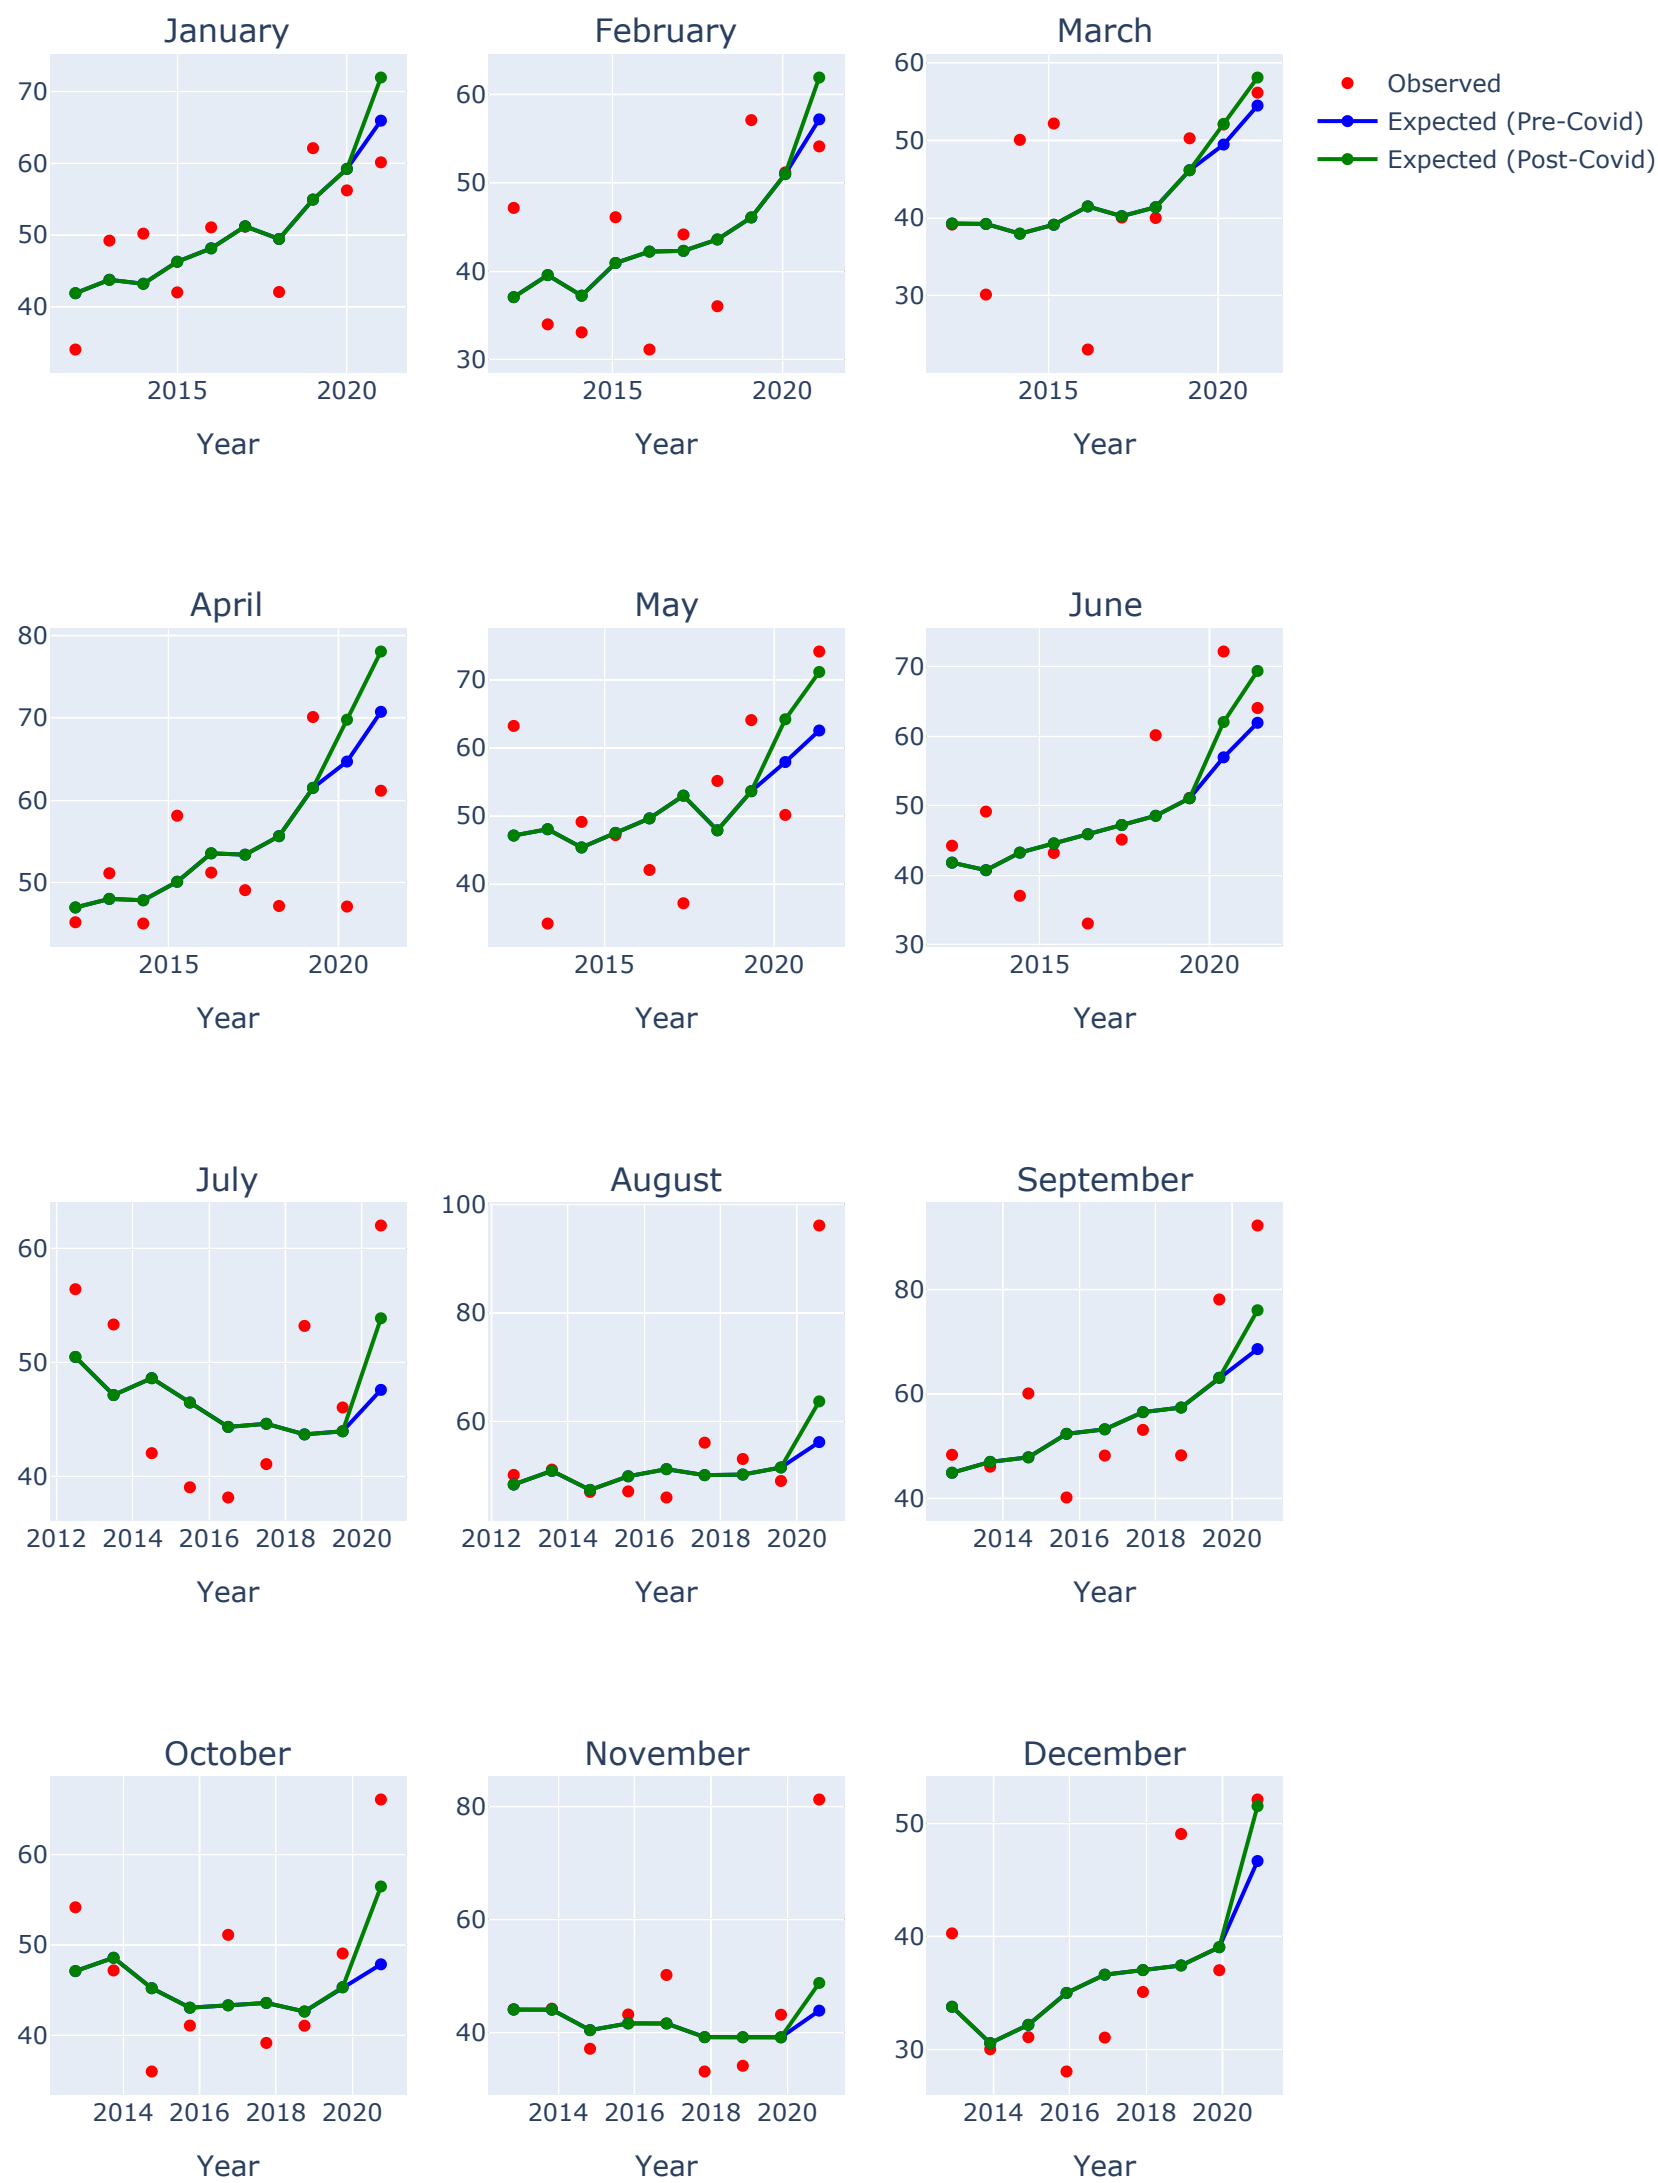 January
70
60
50
40
2015 2020
Year
February
60
50
40
30
2015 2020
Year
March
60
50
40
30
2015 2020
Year
Observed
Expected (Pre-Covid)
Expected (Post-Covid)
April
80
70
60
50
2015 2020
Year
May
70
60
50
40
2015 2020
Year
June
70
60
50
40
30
2015 2020
Year
July
60
50
40
2012 2014 2016 2018 2020
Year
August
100
80
60
2012 2014 2016 2018 2020
Year
September
80
60
40
2014 2016 2018 2020
Year
October
60
50
40
2014 2016 2018 2020
Year
November
80
60
40
2014 2016 2018 2020
Year
December
50
40
30
2014 2016 2018 2020
Year